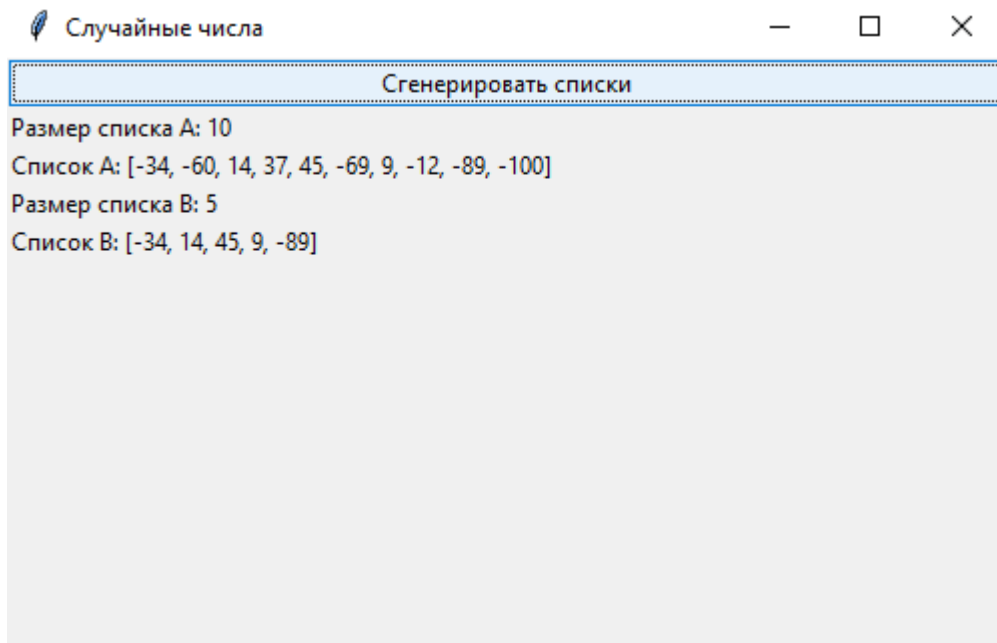 Случайные числа
Сгенерировать списки
Размер списка A: 10
Список A: [-34, -60, 14, 37, 45, -69, 9, -12, -89, -100]
Размер списка B: 5
Список B: [-34, 14, 45, 9, -89]